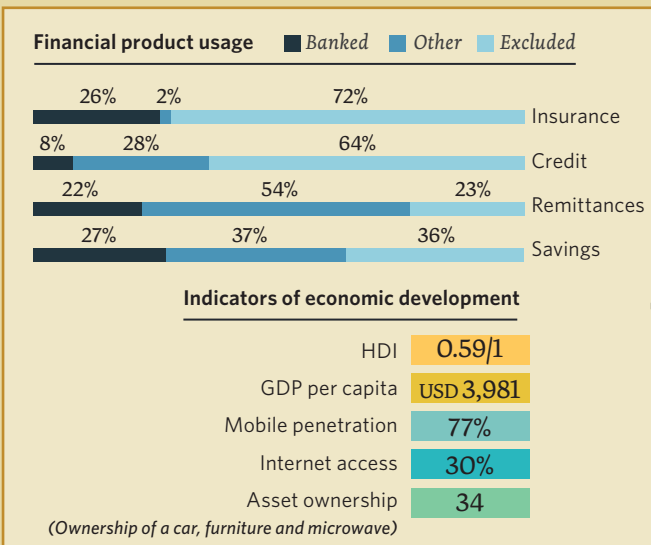 Financial product usage Banked Other Excluded
26% 2% 72%
Insurance
8% 28% 64%
Credit
22% 54% 23%
Remittances
27% 37% 36%
Savings
Indicators of economic development
HDI 0.59/1
GDP per capita USD 3,981
Mobile penetration 77%
Internet access 30%
Asset ownership 34
(Ownership of a car, furniture and microwave)